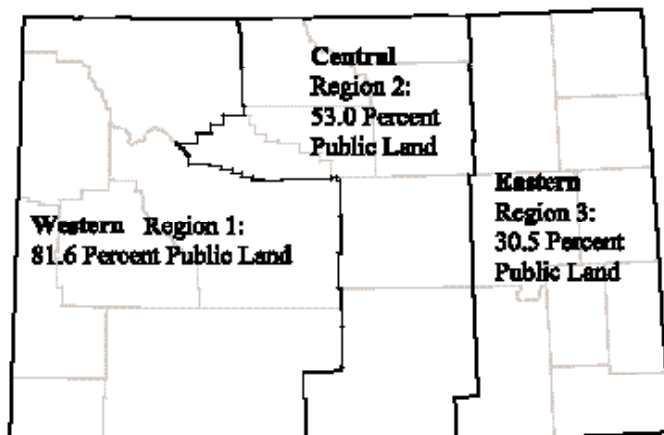 Central
Region 2:
53.0 Percent
Public Land
Western Region 1:
81.6 Percent Public Land
Eastern
Region 3:
30.5 Percent
Public Land